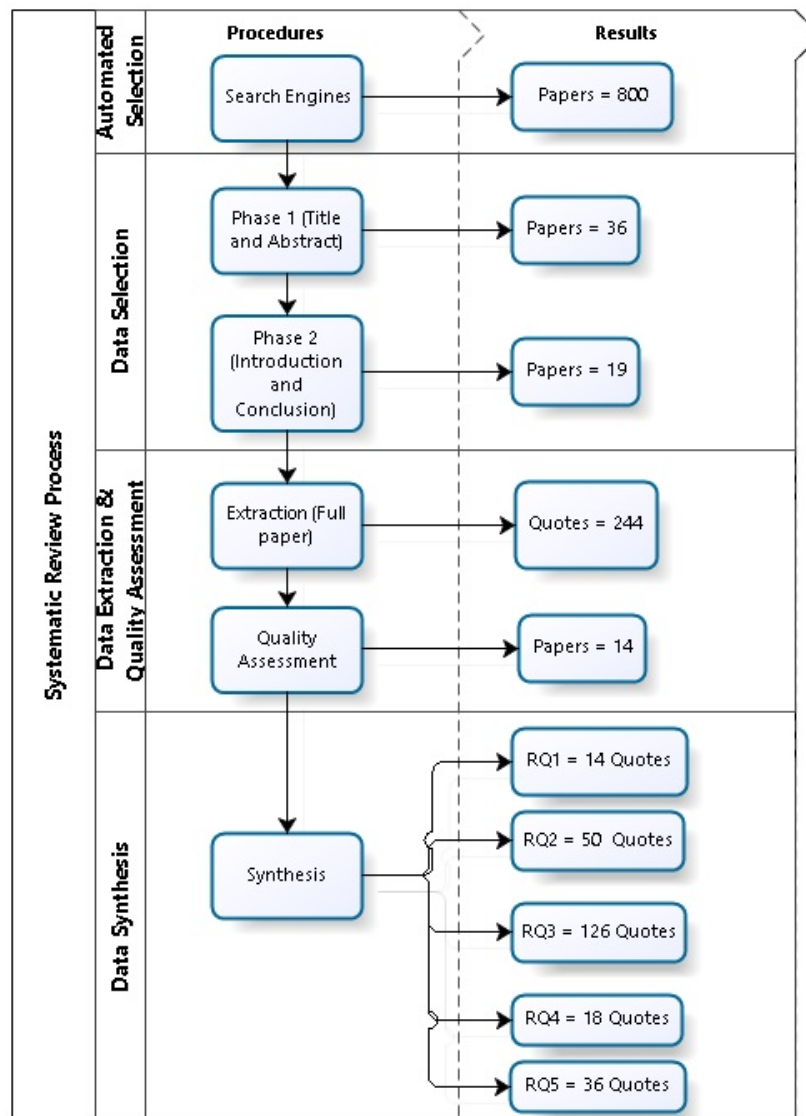 Systematic Review Process
Procedures
Results
Automated
Selection
Search Engines
Papers = 800
Data Selection
Phase 1 (Title
and Abstract)
Papers = 36
Phase 2
(Introduction
and
Conclusion)
Papers = 19
Data Extraction &
Quality Assessment
Extraction (Full
paper)
Quotes = 244
Quality
Assessment
Papers = 14
Data Synthesis
Synthesis
RQ1 = 14 Quotes
RQ2 = 50 Quotes
RQ3 = 126 Quotes
RQ4 = 18 Quotes
RQ5 = 36 Quotes